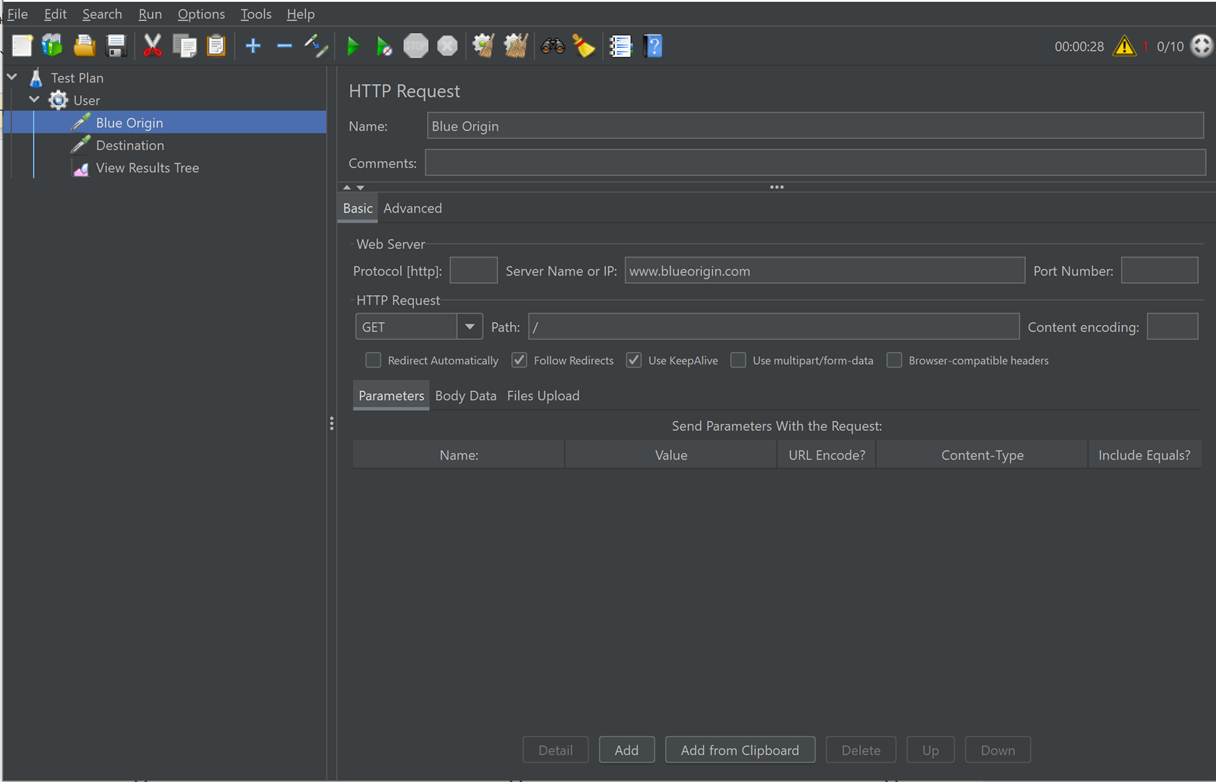 File Edit Search Run Options Tools Help
STOP 00:00:28 1 0/10
Test Plan
User
Blue Origin
Destination
View Results Tree
HTTP Request
Name: Blue Origin
Comments:
Basic Advanced
Web Server
Protocol [http]: Server Name or IP: www.blueorigin.com Port Number:
HTTP Request
GET Path: / Content encoding:
Redirect Automatically Follow Redirects Use KeepAlive Use multipart/form-data Browser-compatible headers
Parameters Body Data Files Upload
Send Parameters With the Request:
Name: Value URL Encode? Content-Type Include Equals?
Detail Add Add from Clipboard Delete Up Down